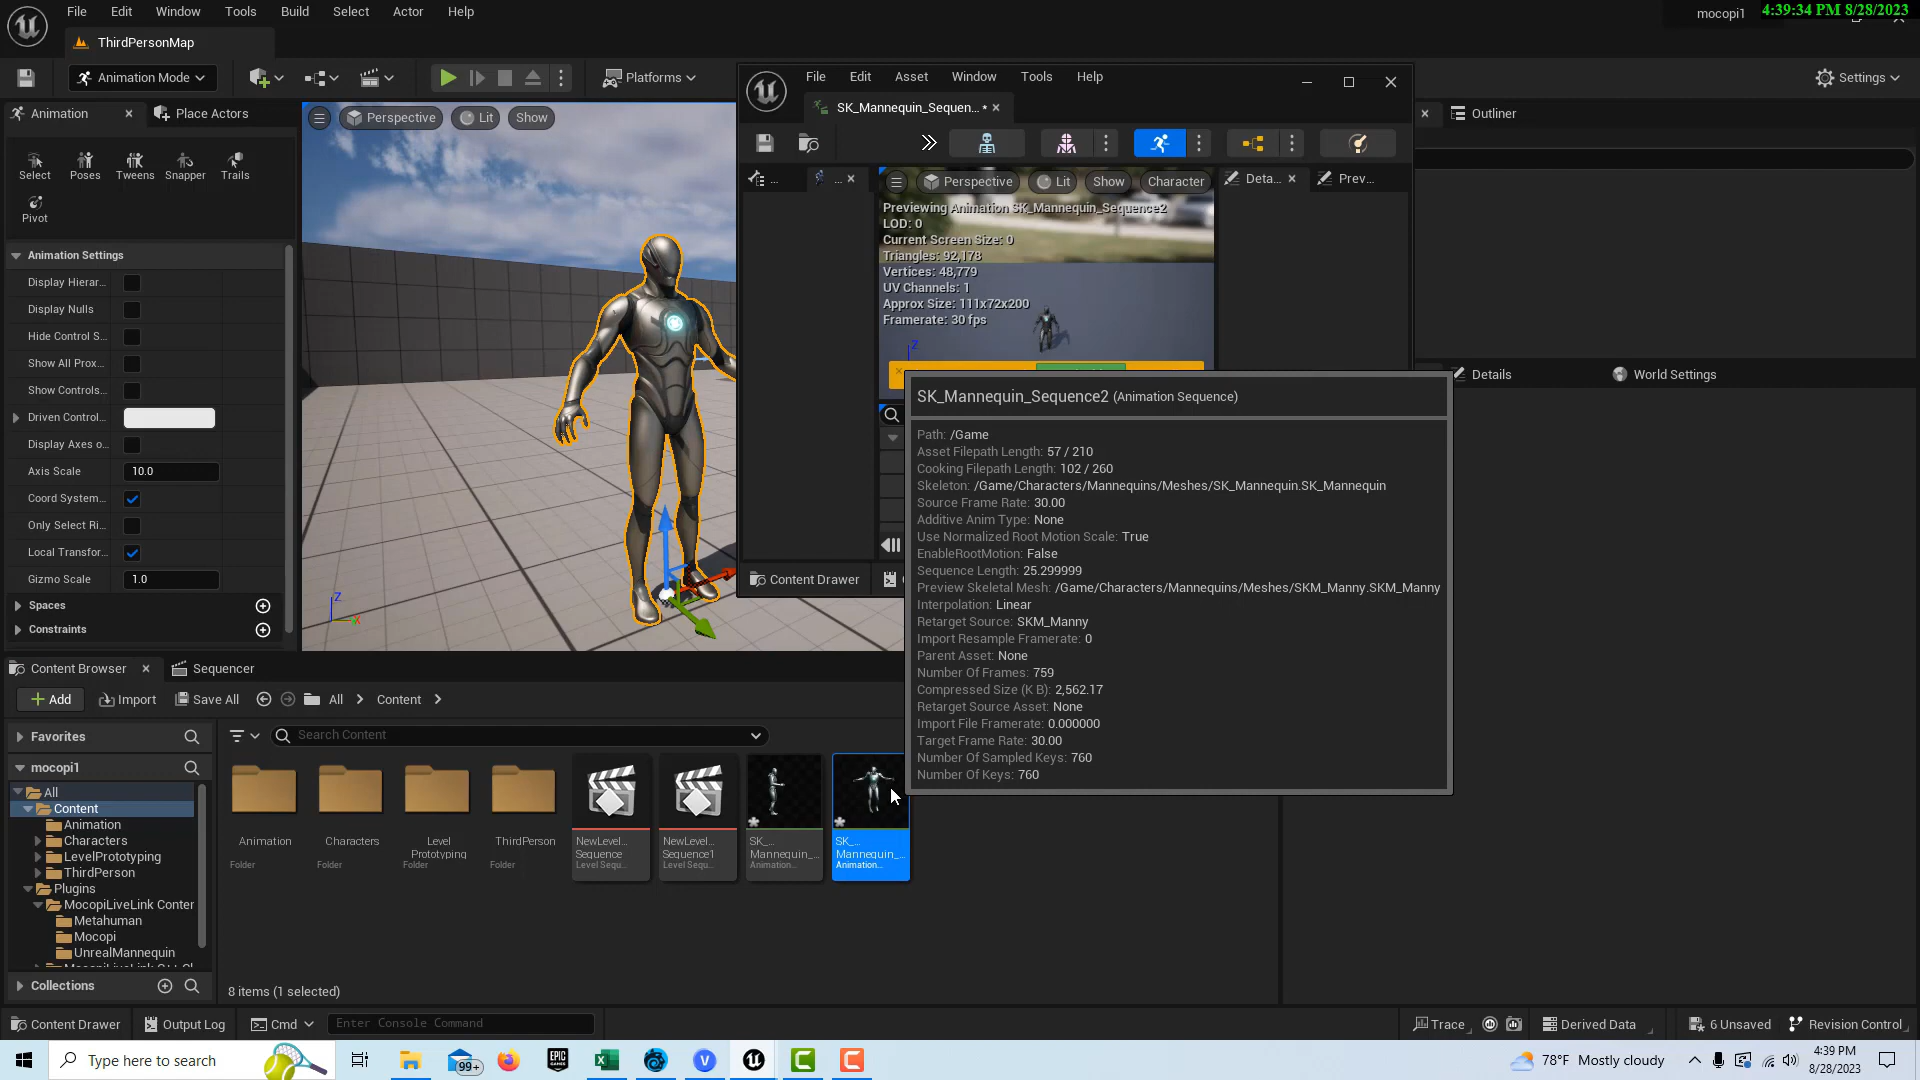 File Edit Window Tools Build Select Actor Help
mocopi1
4:39:34 PM 8/28/2023
ThirdPersonMap
Animation Mode
Platforms
Settings
Animation
Place Actors
Select Poses Tweens Snapper Trails
Pivot
Animation Settings
Display Hierar...
Display Nulls
Hide Control S...
Show All Prox...
Show Controls...
Driven Control...
Display Axes o...
Axis Scale 10.0
Coord System...
Only Select Ri...
Local Transfor...
Gizmo Scale 1.0
Spaces
Constraints
Perspective Lit Show
Z
X
File Edit Asset Window Tools Help
SK_Mannequin_Sequen... •
...
...
Perspective Lit Show Character
Deta...
Prev...
Previewing Animation SK_Mannequin_Sequence2
LOD: 0
Current Screen Size: 0
Triangles: 92,178
Vertices: 48,779
UV Channels: 1
Approx Size: 111x72x200
Framerate: 30 fps
Z
Content Drawer
Outliner
Details
World Settings
SK_Mannequin_Sequence2 (Animation Sequence)
Path: /Game
Asset Filepath Length: 57 / 210
Cooking Filepath Length: 102 / 260
Skeleton: /Game/Characters/Mannequins/Meshes/SK_Mannequin.SK_Mannequin
Source Frame Rate: 30.00
Additive Anim Type: None
Use Normalized Root Motion Scale: True
EnableRootMotion: False
Sequence Length: 25.299999
Preview Skeletal Mesh: /Game/Characters/Mannequins/Meshes/SKM_Manny.SKM_Manny
Interpolation: Linear
Retarget Source: SKM_Manny
Import Resample Framerate: 0
Parent Asset: None
Number Of Frames: 759
Compressed Size (K B): 2,562.17
Retarget Source Asset: None
Import File Framerate: 0.000000
Target Frame Rate: 30.00
Number Of Sampled Keys: 760
Number Of Keys: 760
Content Browser
Sequencer
Add Import Save All All Content
Favorites
Search Content
mocopi1
All
Content
Animation
Characters
LevelPrototyping
ThirdPerson
Plugins
MocopiLiveLink Conter
Metahuman
Mocopi
UnrealMannequin
Collections
Animation
Folder
Characters
Folder
Level
Prototyping
Folder
ThirdPerson
Folder
NewLevel...
Sequence
Level Sequ...
NewLevel...
Sequence1
Level Sequ...
SK_...
Mannequin_...
Animation...
SK_...
Mannequin_...
Animation...
8 items (1 selected)
Content Drawer Output Log Cmd Enter Console Command
Trace Derived Data 6 Unsaved Revision Control
Type here to search
99+
EPIC GAMES
78°F Mostly cloudy
4:39 PM
8/28/2023